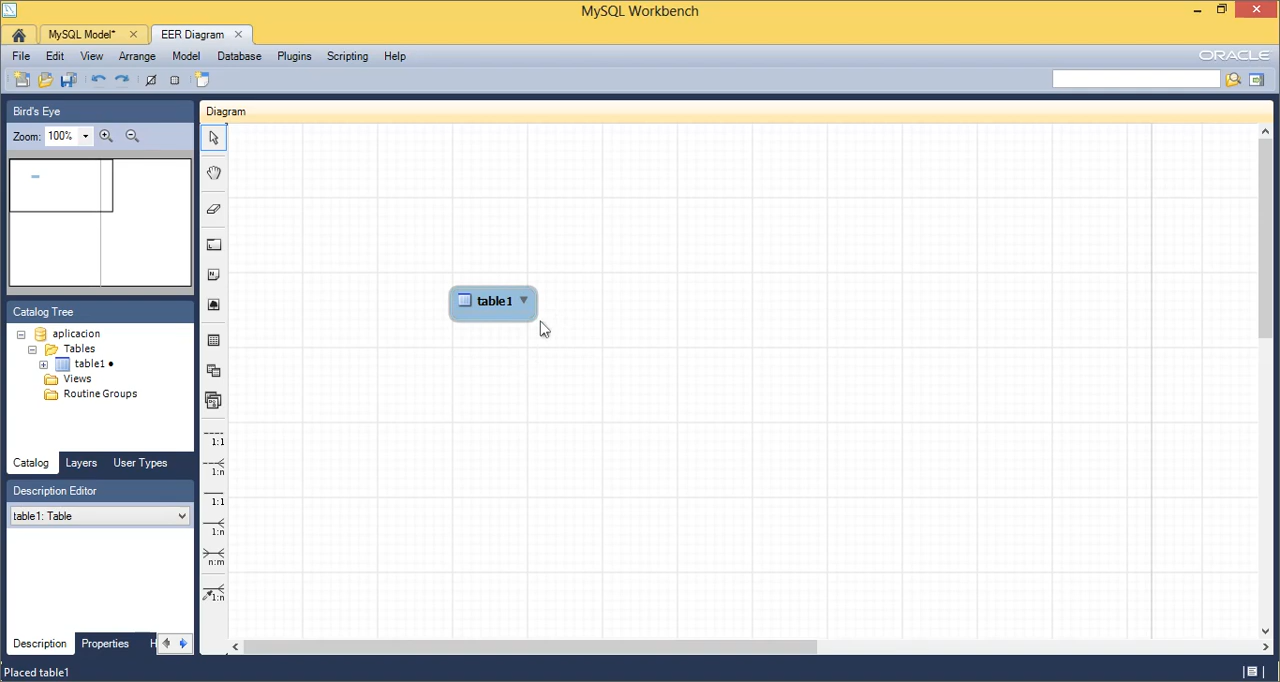 MySQL Workbench
MySQL Model*
EER Diagram
File Edit View Arrange Model Database Plugins Scripting Help
ORACLE
Bird's Eye
Zoom: 100%
Diagram
table1
Catalog Tree
aplicacion
Tables
table1
Views
Routine Groups
Catalog Layers User Types
Description Editor
table1: Table
Description Properties H
1:1
1:n
1:1
1:n
n:m
1:n
Placed table1